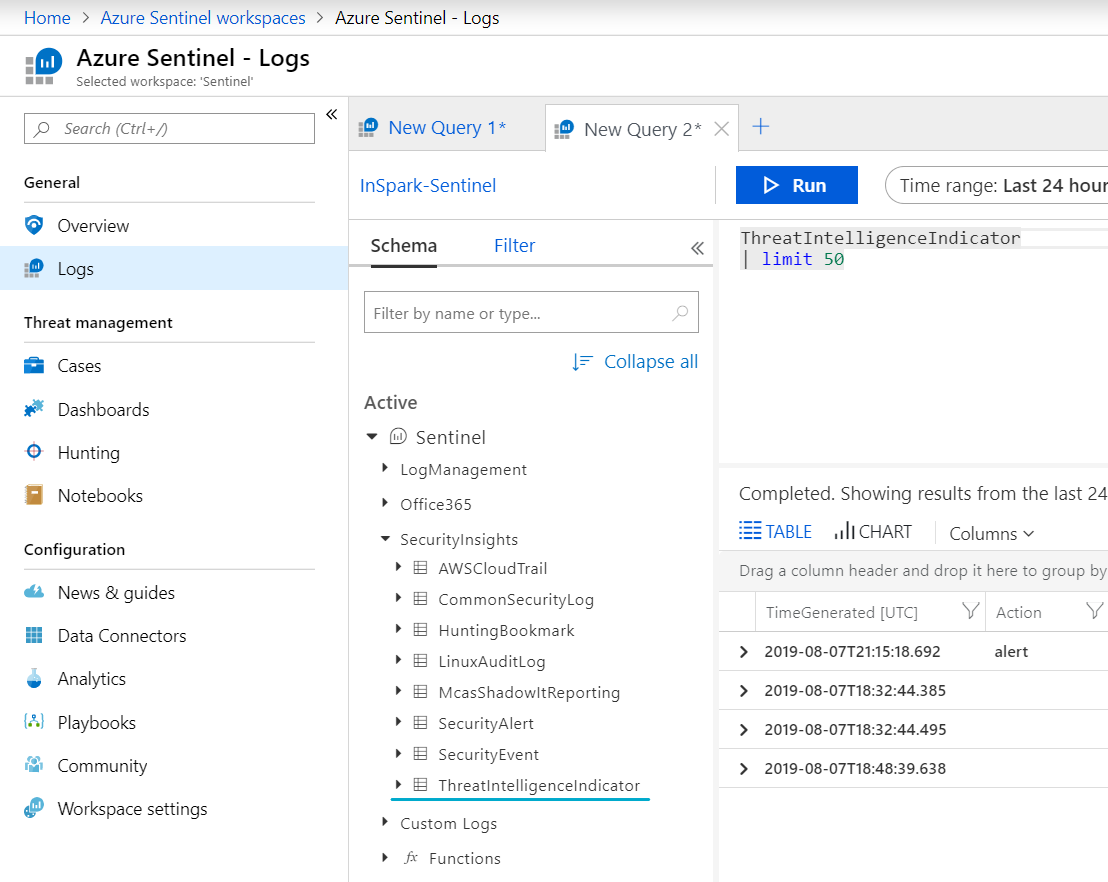 Home > Azure Sentinel workspaces > Azure Sentinel - Logs
Azure Sentinel - Logs
Selected workspace: 'Sentinel'
Search (Ctrl+/)
«
General
Overview
Logs
Threat management
Cases
Dashboards
Hunting
Notebooks
Configuration
News & guides
Data Connectors
Analytics
Playbooks
Community
Workspace settings
New Query 1*
New Query 2*
InSpark-Sentinel
Run
Time range: Last 24 hour
Schema
Filter
«
Filter by name or type...
Collapse all
Active
Sentinel
LogManagement
Office365
SecurityInsights
AWSCloudTrail
CommonSecurityLog
HuntingBookmark
LinuxAuditLog
McasShadowItReporting
SecurityAlert
SecurityEvent
ThreatIntelligenceIndicator
Custom Logs
fx Functions
ThreatIntelligenceIndicator
| limit 50
Completed. Showing results from the last 24
TABLE
CHART
Columns
Drag a column header and drop it here to group by
TimeGenerated [UTC] Action
2019-08-07T21:15:18.692 alert
2019-08-07T18:32:44.385
2019-08-07T18:32:44.495
2019-08-07T18:48:39.638